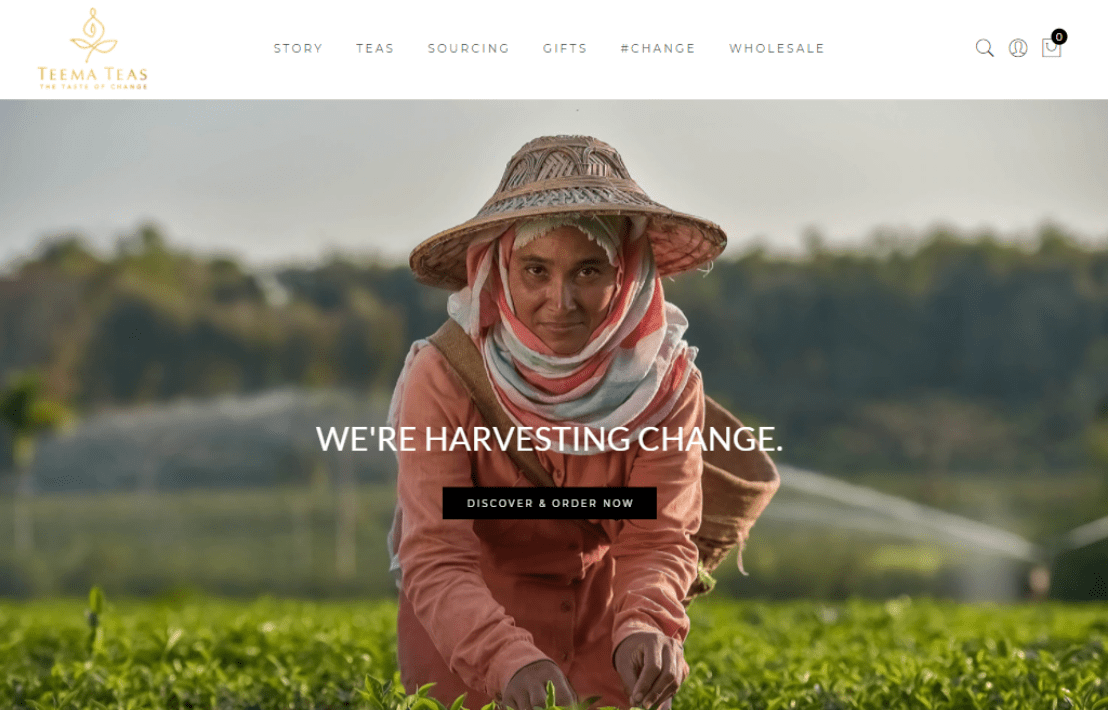 TEEMA TEAS
THE TASTE OF CHANGE
STORY TEAS SOURCING GIFTS #CHANGE WHOLESALE
0
WE'RE HARVESTING CHANGE.
DISCOVER & ORDER NOW